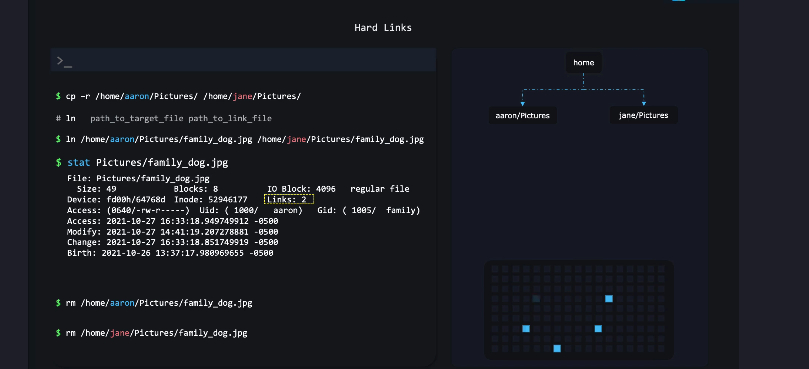 Hard Links
>_
home
aaron/Pictures
jane/Pictures
$ cp -r /home/aaron/Pictures/ /home/jane/Pictures/
# ln path_to_target_file path_to_link_file
$ ln /home/aaron/Pictures/family_dog.jpg /home/jane/Pictures/family_dog.jpg
$ stat Pictures/family_dog.jpg
File: Pictures/family_dog.jpg
Size: 49 Blocks: 8 IO Block: 4096 regular file
Device: fd00h/64768d Inode: 52946177 Links: 2
Access: (0640/-rw-r-----) Uid: ( 1000/ aaron) Gid: ( 1005/ family)
Access: 2021-10-27 16:33:18.949749912 -0500
Modify: 2021-10-27 14:41:19.207278881 -0500
Change: 2021-10-27 16:33:18.851749919 -0500
Birth: 2021-10-26 13:37:17.980969655 -0500
$ rm /home/aaron/Pictures/family_dog.jpg
$ rm /home/jane/Pictures/family_dog.jpg